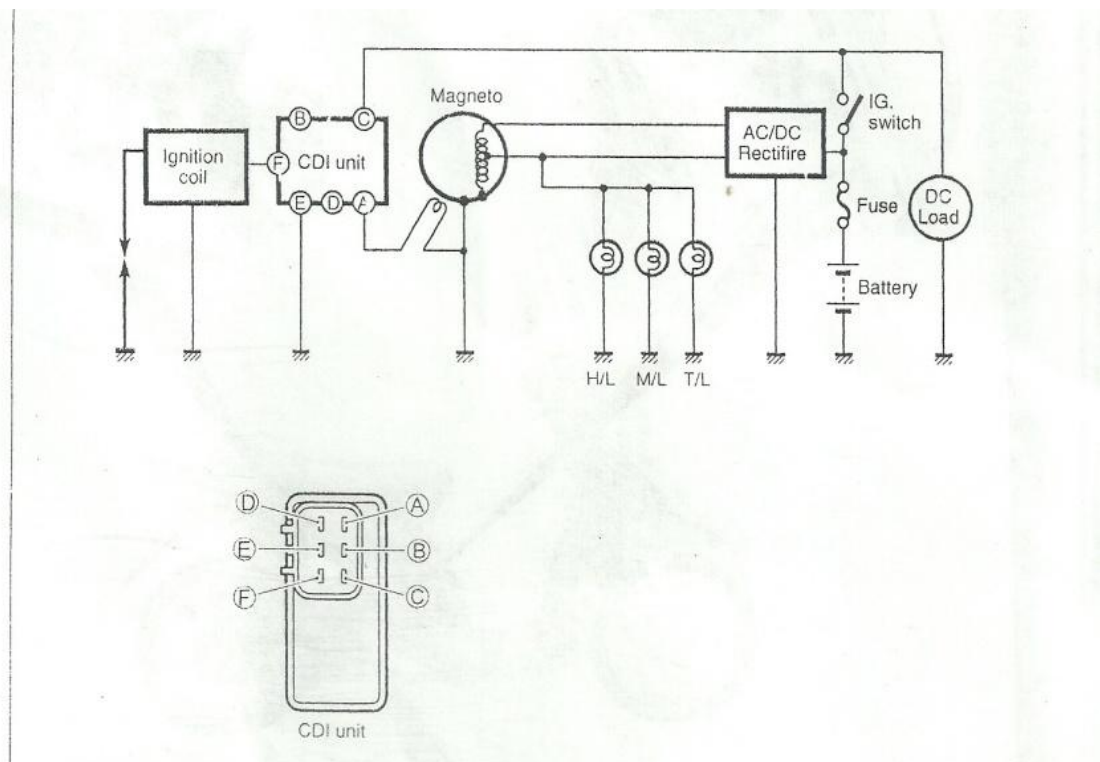 Magneto
IG.
switch
B
C
Ignition
coil
F
CDI unit
AC/DC
Rectifire
E
D
A
Fuse
DC
Load
Battery
H/L
M/L
T/L
D
A
E
B
F
C
CDI unit